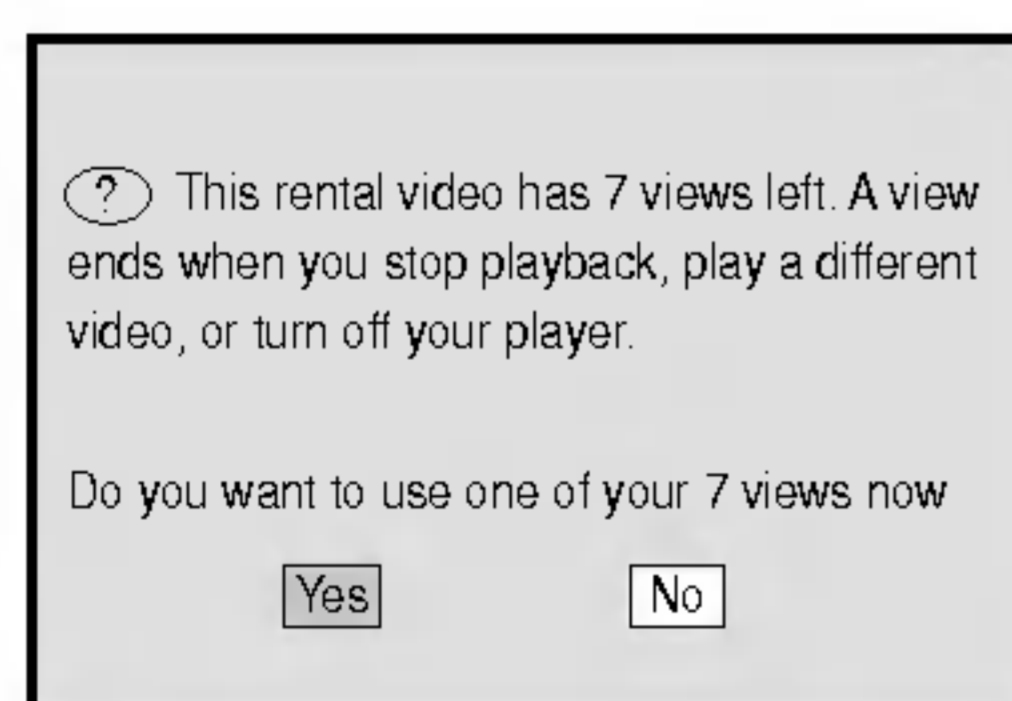 ? This rental video has 7 views left. A view
ends when you stop playback, play a different
video, or turn off your player.
Do you want to use one of your 7 views now
Yes No